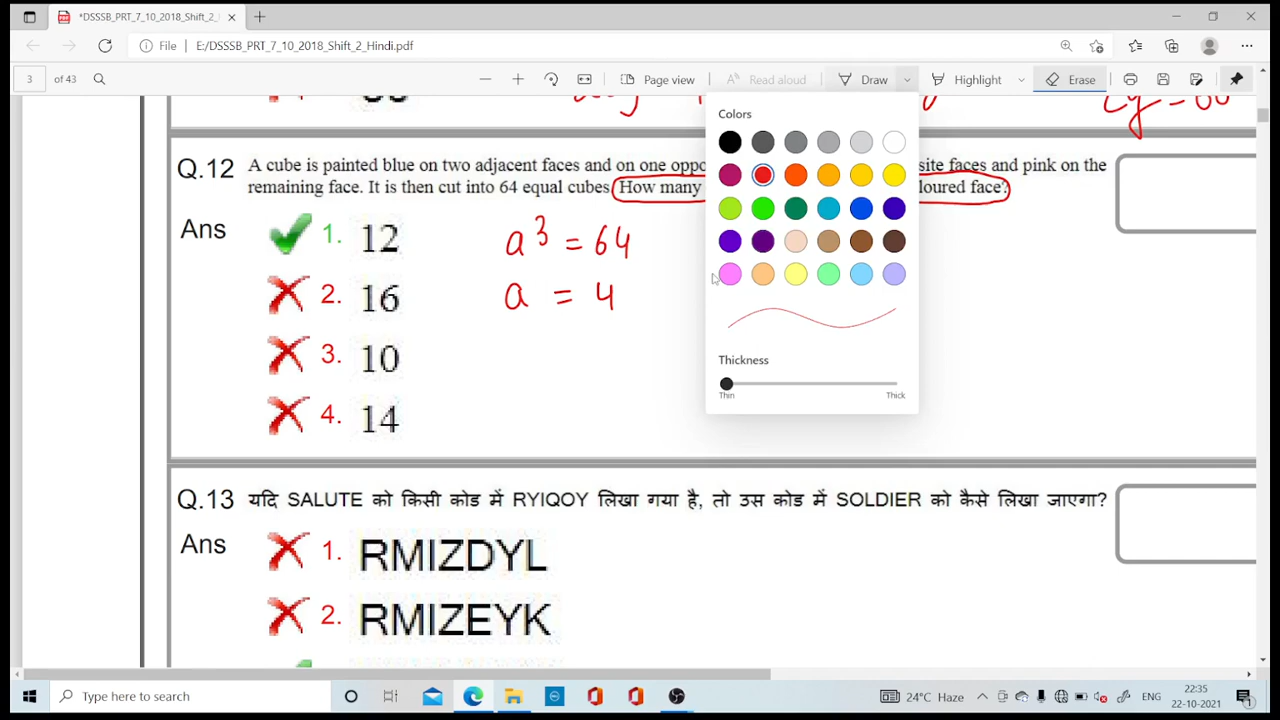 *DSSSB_PRT_7_10_2018_Shift_2_
File E:/DSSSB_PRT_7_10_2018_Shift_2_Hindi.pdf
3 of 43 Page view Read aloud Draw Highlight Erase
Colors
Q.12 A cube is painted blue on two adjacent faces and on one oppo site faces and pink on the
remaining face. It is then cut into 64 equal cubes. How many loured face?
Ans 1. 12
2. 16
3. 10
4. 14
a³ = 64
a = 4
Thickness
Thin Thick
Q.13 यदि SALUTE को किसी कोड में RYIQOY लिखा गया है, तो उस कोड में SOLDIER को कैसे लिखा जाएगा?
Ans 1. RMIZDYL
2. RMIZEYK
Type here to search
24°C Haze ENG 22:35
22-10-2021